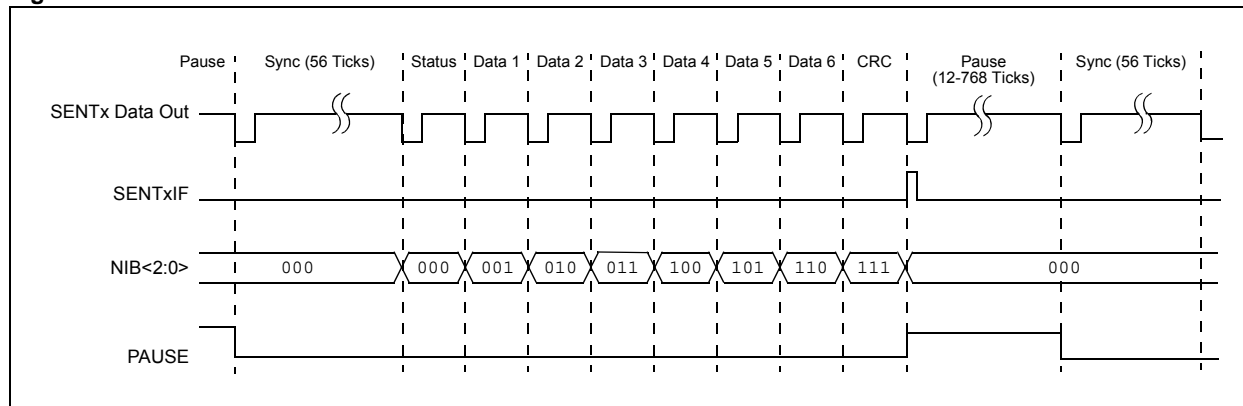 Pause Sync (56 Ticks) Status Data 1 Data 2 Data 3 Data 4 Data 5 Data 6 CRC Pause Sync (56 Ticks)
(12-768 Ticks)
SENTx Data Out
SENTxIF
NIB<2:0> 000 000 001 010 011 100 101 110 111 000
PAUSE